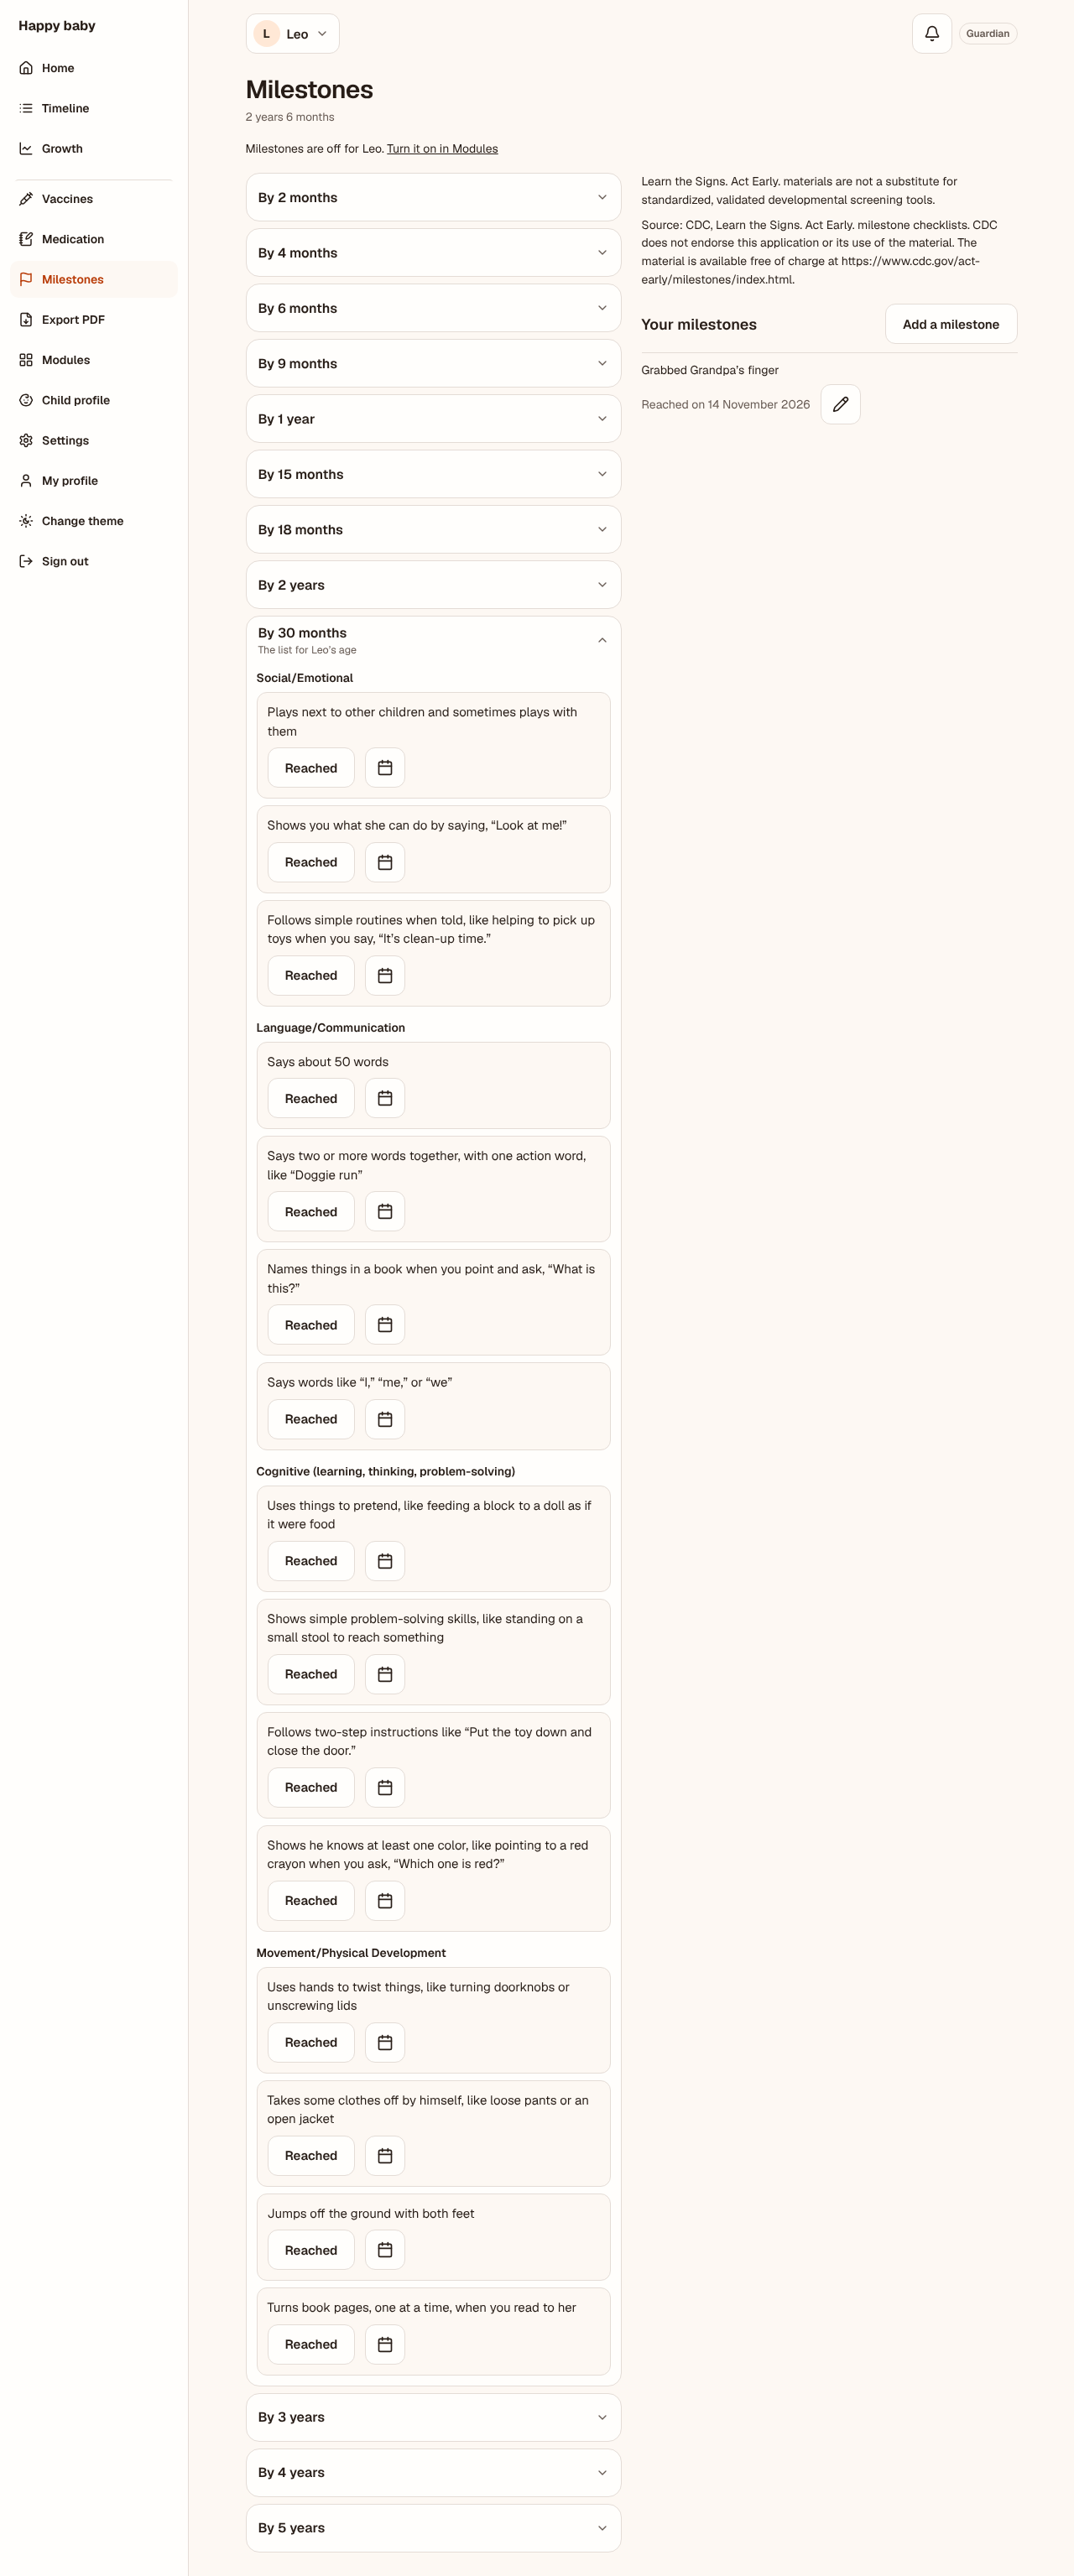 Happy baby
Home
Timeline
Growth
Vaccines
Medication
Milestones
Export PDF
Modules
Child profile
Settings
My profile
Change theme
Sign out
L Leo
Guardian
Milestones
2 years 6 months
Milestones are off for Leo. Turn it on in Modules
By 2 months
By 4 months
By 6 months
By 9 months
By 1 year
By 15 months
By 18 months
By 2 years
By 30 months
The list for Leo’s age
Social/Emotional
Plays next to other children and sometimes plays with
them
Reached
Shows you what she can do by saying, “Look at me!”
Reached
Follows simple routines when told, like helping to pick up
toys when you say, “It’s clean-up time.”
Reached
Language/Communication
Says about 50 words
Reached
Says two or more words together, with one action word,
like “Doggie run”
Reached
Names things in a book when you point and ask, “What is
this?”
Reached
Says words like “I,” “me,” or “we”
Reached
Cognitive (learning, thinking, problem-solving)
Uses things to pretend, like feeding a block to a doll as if
it were food
Reached
Shows simple problem-solving skills, like standing on a
small stool to reach something
Reached
Follows two-step instructions like “Put the toy down and
close the door.”
Reached
Shows he knows at least one color, like pointing to a red
crayon when you ask, “Which one is red?”
Reached
Movement/Physical Development
Uses hands to twist things, like turning doorknobs or
unscrewing lids
Reached
Takes some clothes off by himself, like loose pants or an
open jacket
Reached
Jumps off the ground with both feet
Reached
Turns book pages, one at a time, when you read to her
Reached
By 3 years
By 4 years
By 5 years
Learn the Signs. Act Early. materials are not a substitute for
standardized, validated developmental screening tools.
Source: CDC, Learn the Signs. Act Early. milestone checklists. CDC
does not endorse this application or its use of the material. The
material is available free of charge at https://www.cdc.gov/act-
early/milestones/index.html.
Your milestones
Add a milestone
Grabbed Grandpa’s finger
Reached on 14 November 2026